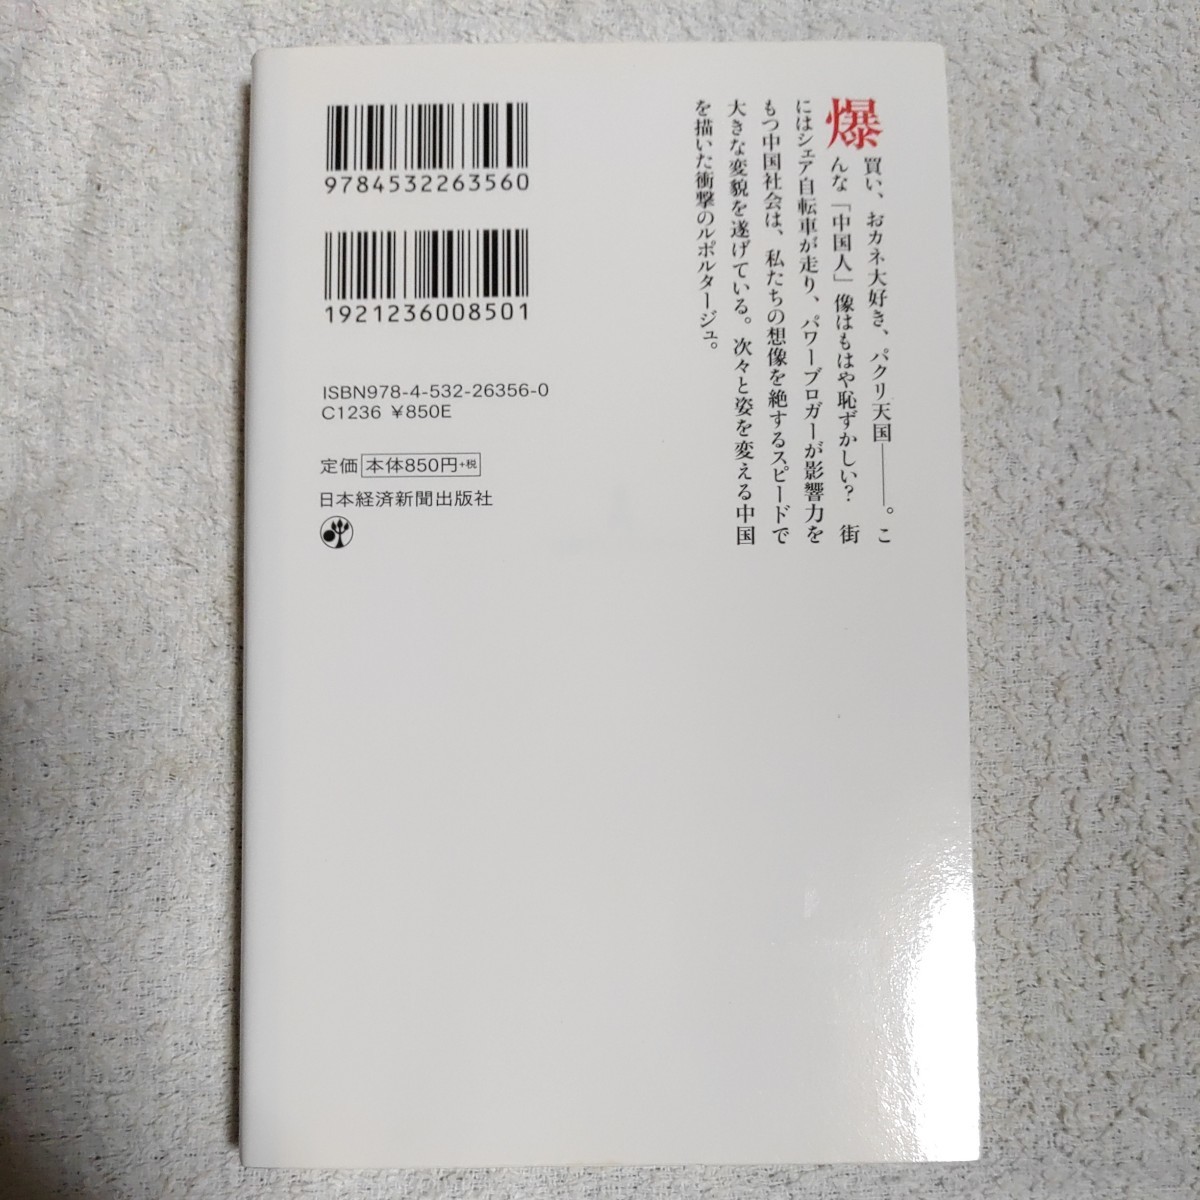 爆
買い、おカネ大好き、パクリ天国――。こ
んな「中国人」像はもはや恥ずかしい？　街
にはシェア自転車が走り、パワーブロガーが影響力を
もつ中国社会は、私たちの想像を絶するスピードで
大きな変貌を遂げている。次々と姿を変える中国
を描いた衝撃のルポルタージュ。
9784532263560
1921236008501
ISBN978-4-532-26356-0
C1236 ¥850E
定価 本体850円+税
日本経済新聞出版社